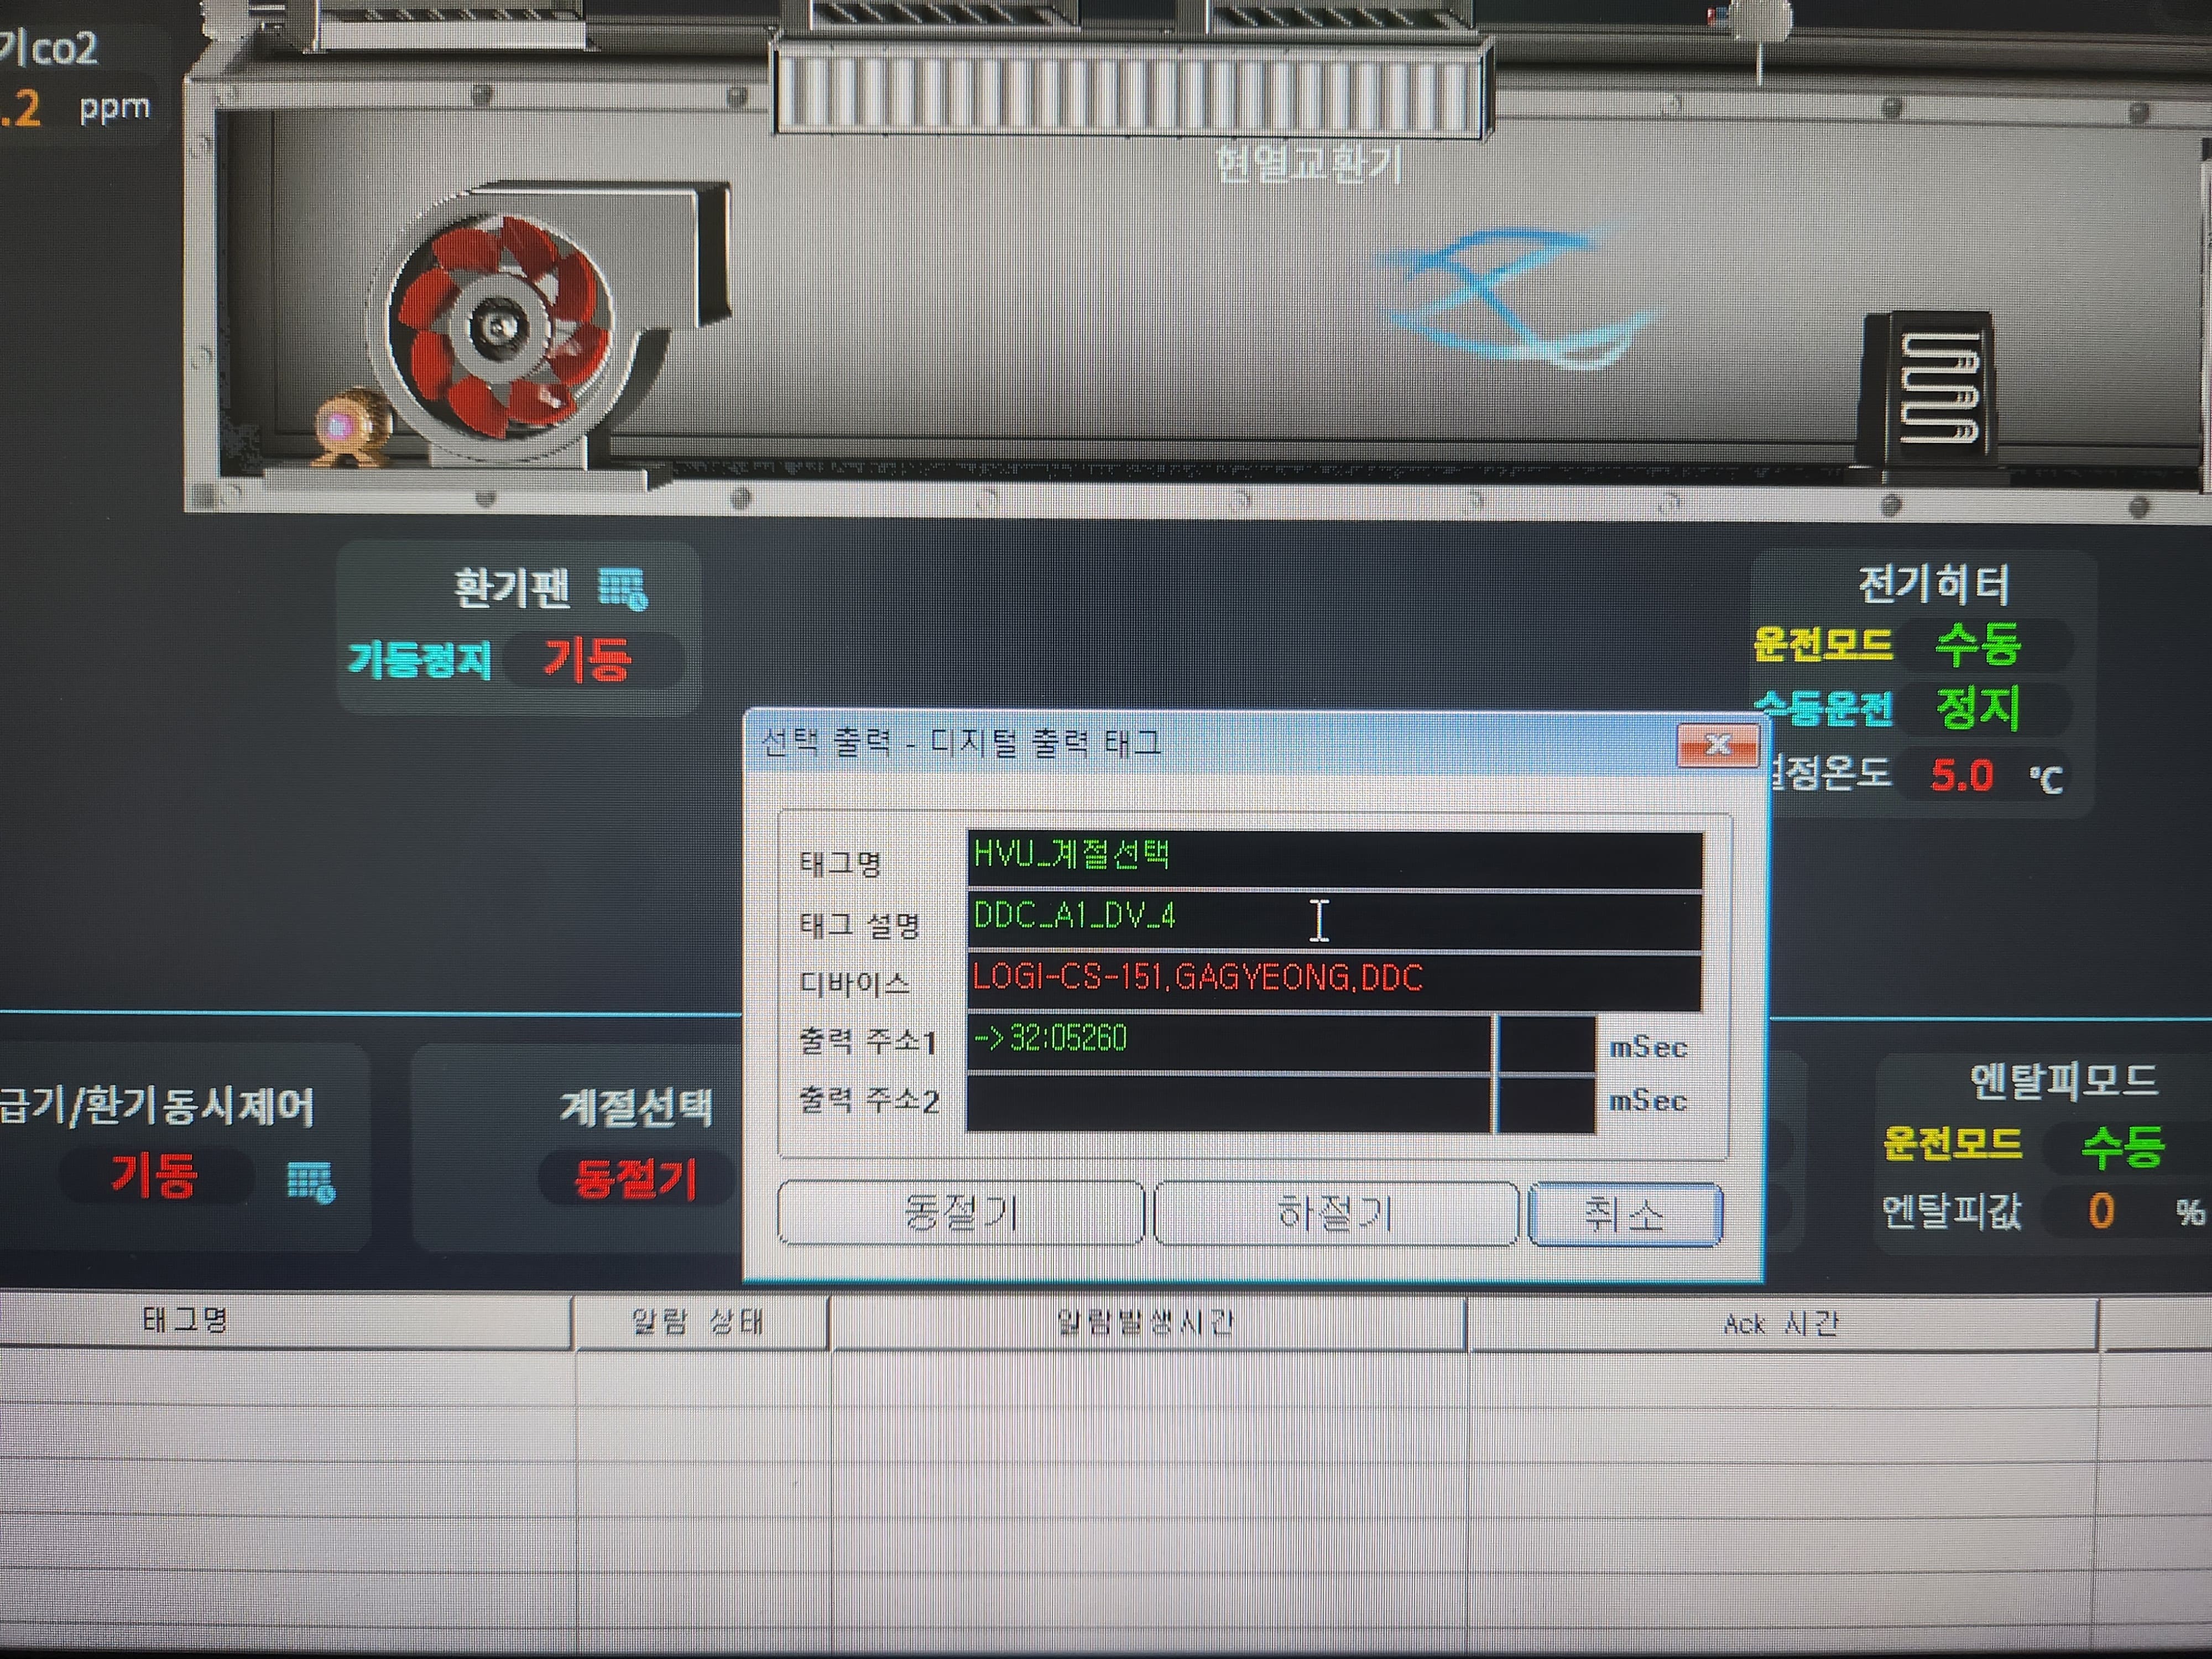 기co2
.2 ppm
현열교환기
환기팬
기동정지 기동
전기히터
운전모드 수동
수동운전 정지
설정온도 5.0 ℃
선택 출력 - 디지털 출력 태그
태그명 HVU_계절선택
태그 설명 DDC_A1_DV_4
디바이스 LOGI-CS-151,GAGYEONG,DDC
출력 주소1 ->32:05260 mSec
출력 주소2 mSec
동절기 하절기 취소
급기/환기동시제어
기동
계절선택
동절기
엔탈피모드
운전모드 수동
엔탈피값 0 %
태그명 알람 상태 알람발생시간 Ack 시간